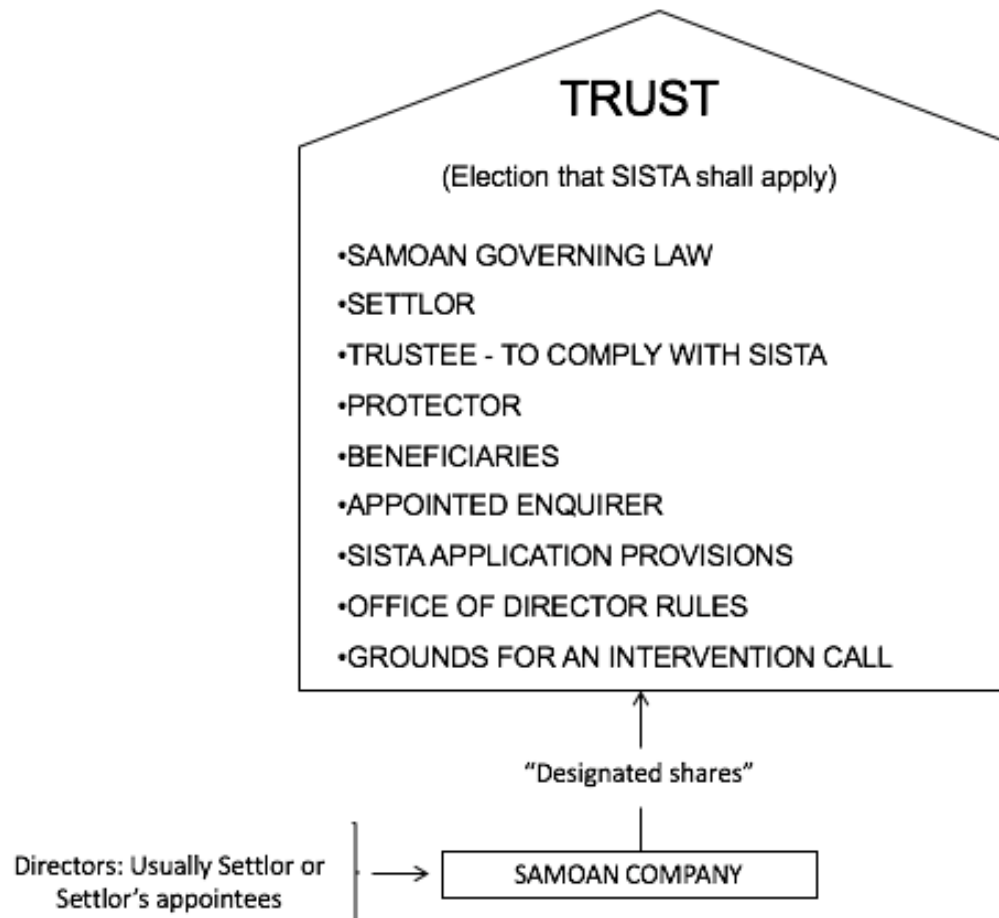 TRUST
(Election that SISTA shall apply)
•SAMOAN GOVERNING LAW
•SETTLOR
•TRUSTEE - TO COMPLY WITH SISTA
•PROTECTOR
•BENEFICIARIES
•APPOINTED ENQUIRER
•SISTA APPLICATION PROVISIONS
•OFFICE OF DIRECTOR RULES
•GROUNDS FOR AN INTERVENTION CALL
“Designated shares”
Directors: Usually Settlor or
Settlor’s appointees
SAMOAN COMPANY